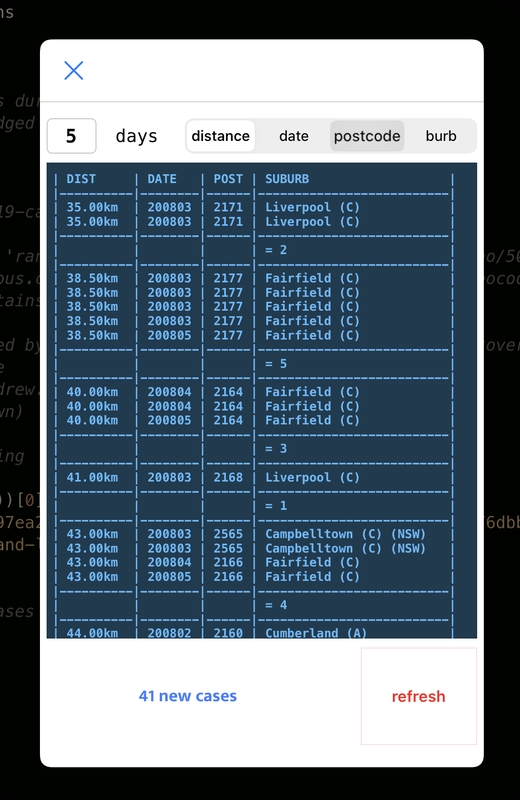 ns
5 days distance date postcode burb
| DIST | DATE | POST | SUBURB |
|----------|--------|------|--------------------------|
| 35.00km | 200803 | 2171 | Liverpool (C) |
| 35.00km | 200803 | 2171 | Liverpool (C) |
|----------|--------|------|--------------------------|
| | | | = 2 |
|----------|--------|------|--------------------------|
| 38.50km | 200803 | 2177 | Fairfield (C) |
| 38.50km | 200803 | 2177 | Fairfield (C) |
| 38.50km | 200803 | 2177 | Fairfield (C) |
| 38.50km | 200803 | 2177 | Fairfield (C) |
| 38.50km | 200805 | 2177 | Fairfield (C) |
|----------|--------|------|--------------------------|
| | | | = 5 |
|----------|--------|------|--------------------------|
| 40.00km | 200804 | 2164 | Fairfield (C) |
| 40.00km | 200804 | 2164 | Fairfield (C) |
| 40.00km | 200805 | 2164 | Fairfield (C) |
|----------|--------|------|--------------------------|
| | | | = 3 |
|----------|--------|------|--------------------------|
| 41.00km | 200803 | 2168 | Liverpool (C) |
|----------|--------|------|--------------------------|
| | | | = 1 |
|----------|--------|------|--------------------------|
| 43.00km | 200803 | 2565 | Campbelltown (C) (NSW) |
| 43.00km | 200803 | 2565 | Campbelltown (C) (NSW) |
| 43.00km | 200804 | 2166 | Fairfield (C) |
| 43.00km | 200805 | 2166 | Fairfield (C) |
|----------|--------|------|--------------------------|
| | | | = 4 |
|----------|--------|------|--------------------------|
| 44.00km | 200802 | 2160 | Cumberland (A) |
41 new cases
refresh